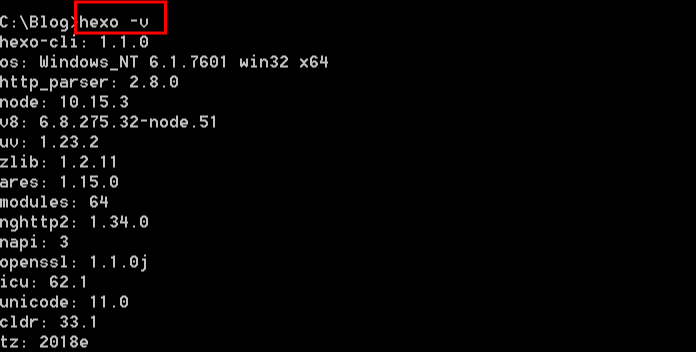 C:\Blog>hexo -v
hexo-cli: 1.1.0
os: Windows_NT 6.1.7601 win32 x64
http_parser: 2.8.0
node: 10.15.3
v8: 6.8.275.32-node.51
uv: 1.23.2
zlib: 1.2.11
ares: 1.15.0
modules: 64
nghttp2: 1.34.0
napi: 3
openssl: 1.1.0j
icu: 62.1
unicode: 11.0
cldr: 33.1
tz: 2018e